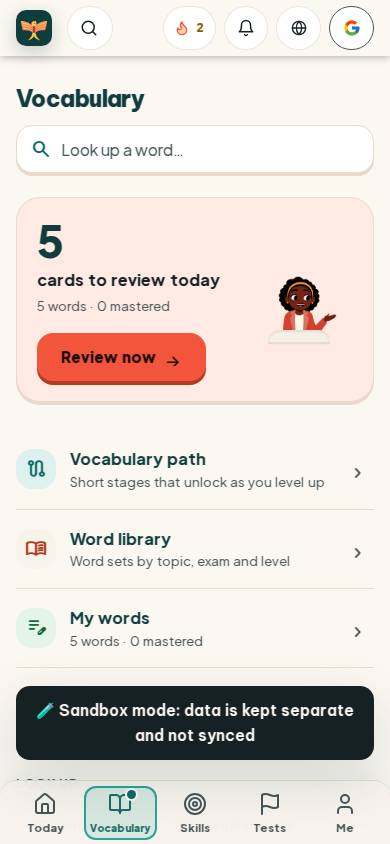 2
Vocabulary
Look up a word...
5
cards to review today
5 words · 0 mastered
Review now →
Vocabulary path
Short stages that unlock as you level up
Word library
Word sets by topic, exam and level
My words
5 words · 0 mastered
🧪 Sandbox mode: data is kept separate
and not synced
Today
Vocabulary
Skills
Tests
Me